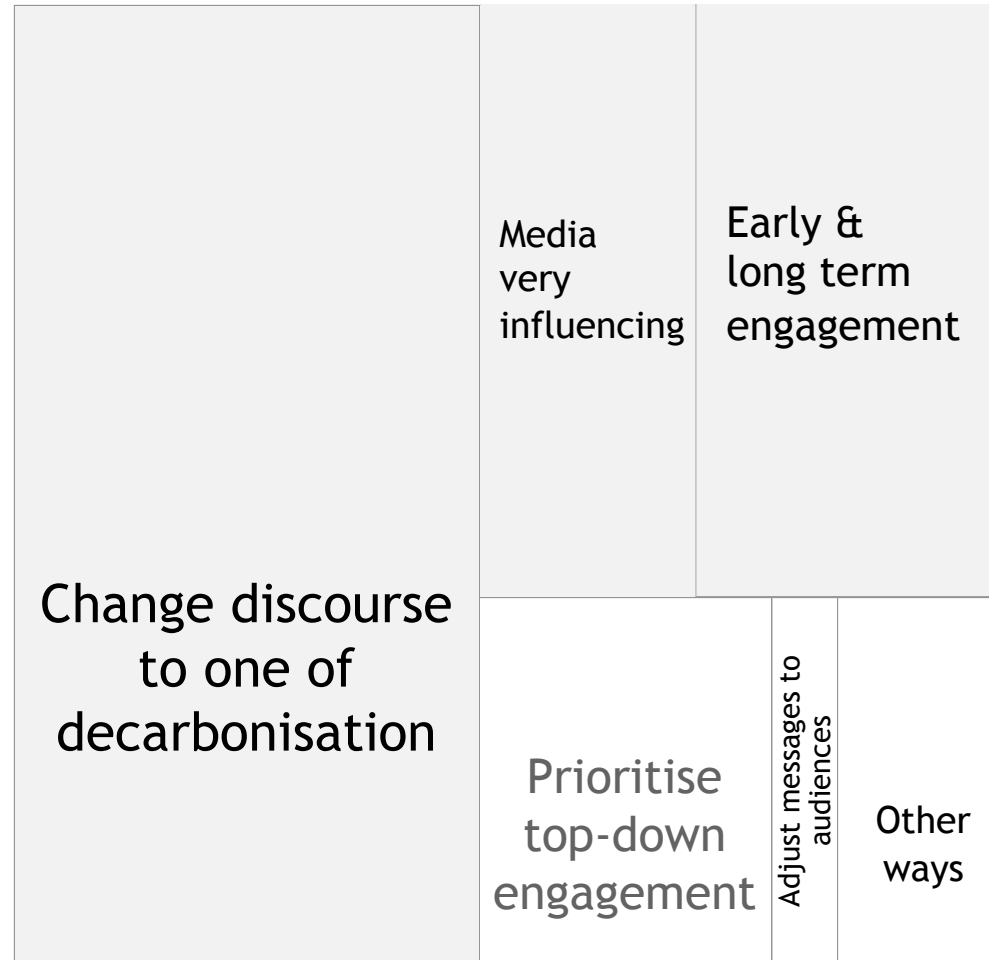 Change discourse
to one of
decarbonisation
Media
very
influencing
Early &
long term
engagement
Prioritise
top-down
engagement
Adjust messages to
audiences
Other
ways